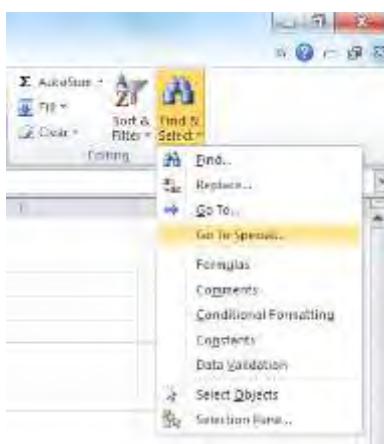 Σ AutoSum
Fill
Clear
Sort & Filter
Find & Select
Editing
Find...
Replace...
Go To...
Go To Special...
Formulas
Comments
Conditional Formatting
Constants
Data Validation
Select Objects
Selection Pane...